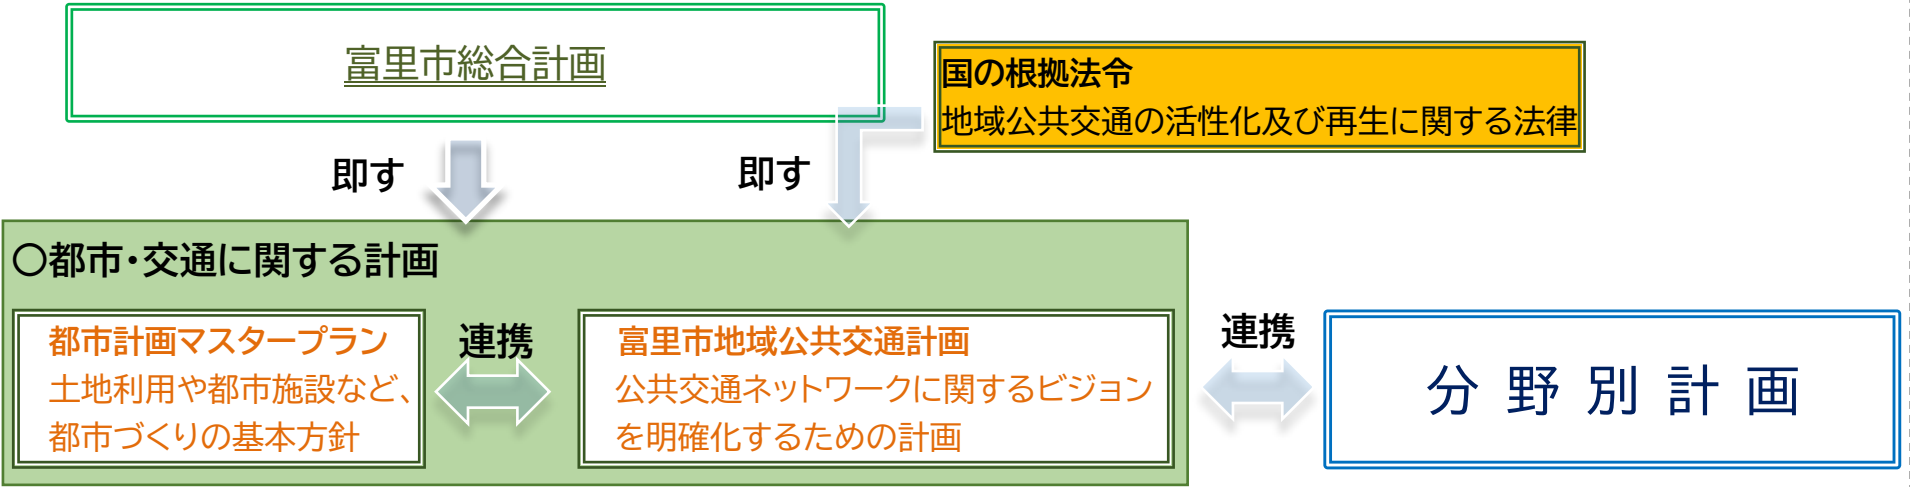 富里市総合計画
国の根拠法令
地域公共交通の活性化及び再生に関する法律
即す
即す
〇都市・交通に関する計画
都市計画マスタープラン
土地利用や都市施設など、
都市づくりの基本方針
連携
富里市地域公共交通計画
公共交通ネットワークに関するビジョン
を明確化するための計画
連携
分野別計画